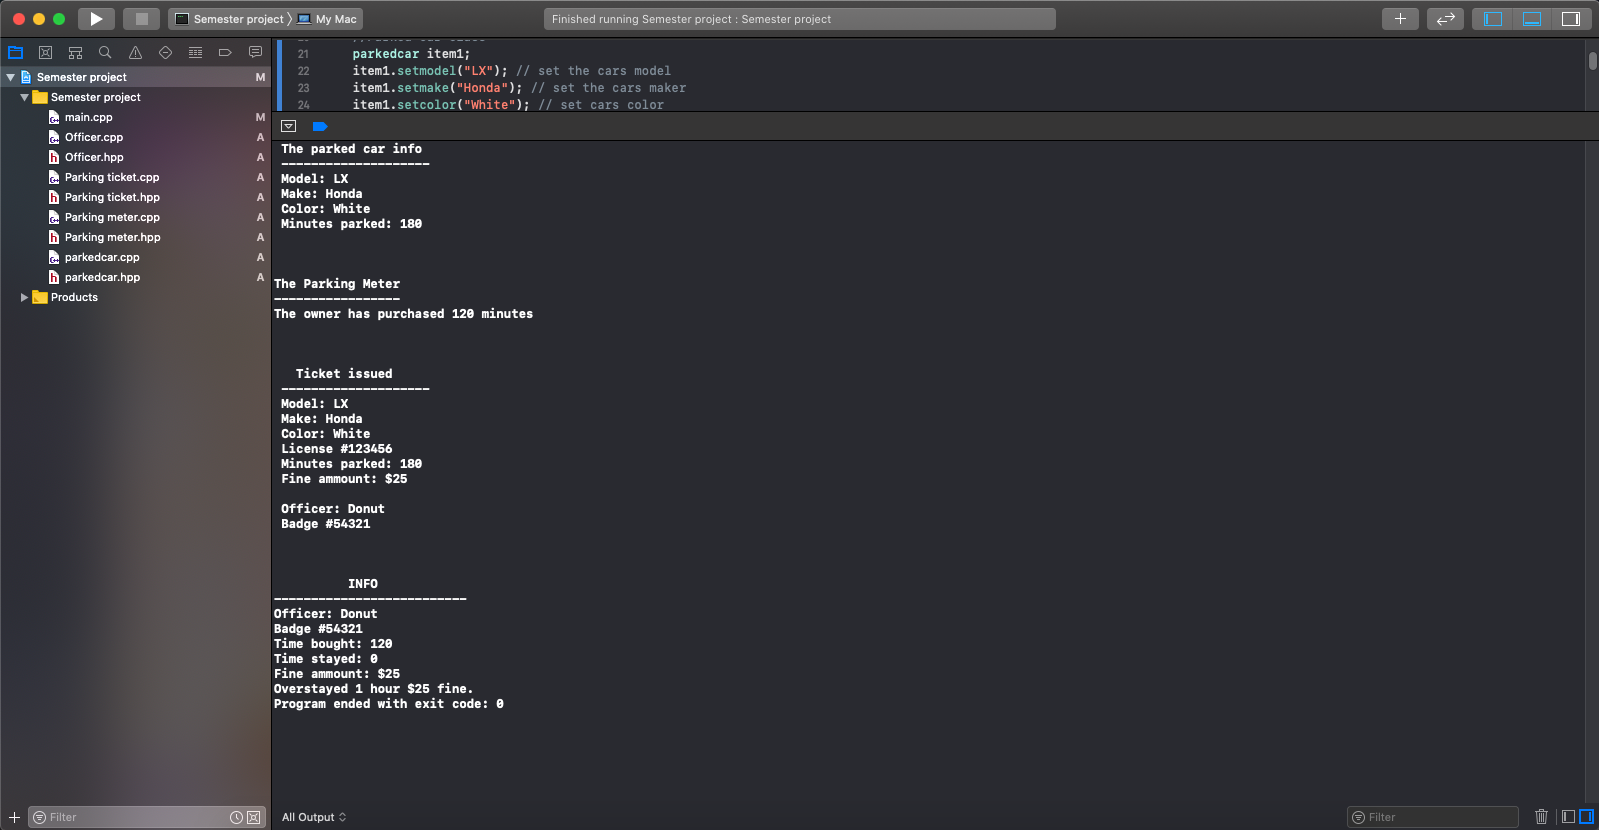 Semester project
My Mac
Finished running Semester project : Semester project
Semester project M
Semester project
main.cpp M
Officer.cpp A
Officer.hpp A
Parking ticket.cpp A
Parking ticket.hpp A
Parking meter.cpp A
Parking meter.hpp A
parkedcar.cpp A
parkedcar.hpp A
Products
Filter
21 parkedcar item1;
22 item1.setmodel("LX"); // set the cars model
23 item1.setmake("Honda"); // set the cars maker
24 item1.setcolor("White"); // set cars color
The parked car info
--------------------
Model: LX
Make: Honda
Color: White
Minutes parked: 180
The Parking Meter
-----------------
The owner has purchased 120 minutes
Ticket issued
--------------------
Model: LX
Make: Honda
Color: White
License #123456
Minutes parked: 180
Fine ammount: $25
Officer: Donut
Badge #54321
INFO
--------------------------
Officer: Donut
Badge #54321
Time bought: 120
Time stayed: 0
Fine ammount: $25
Overstayed 1 hour $25 fine.
Program ended with exit code: 0
All Output
Filter